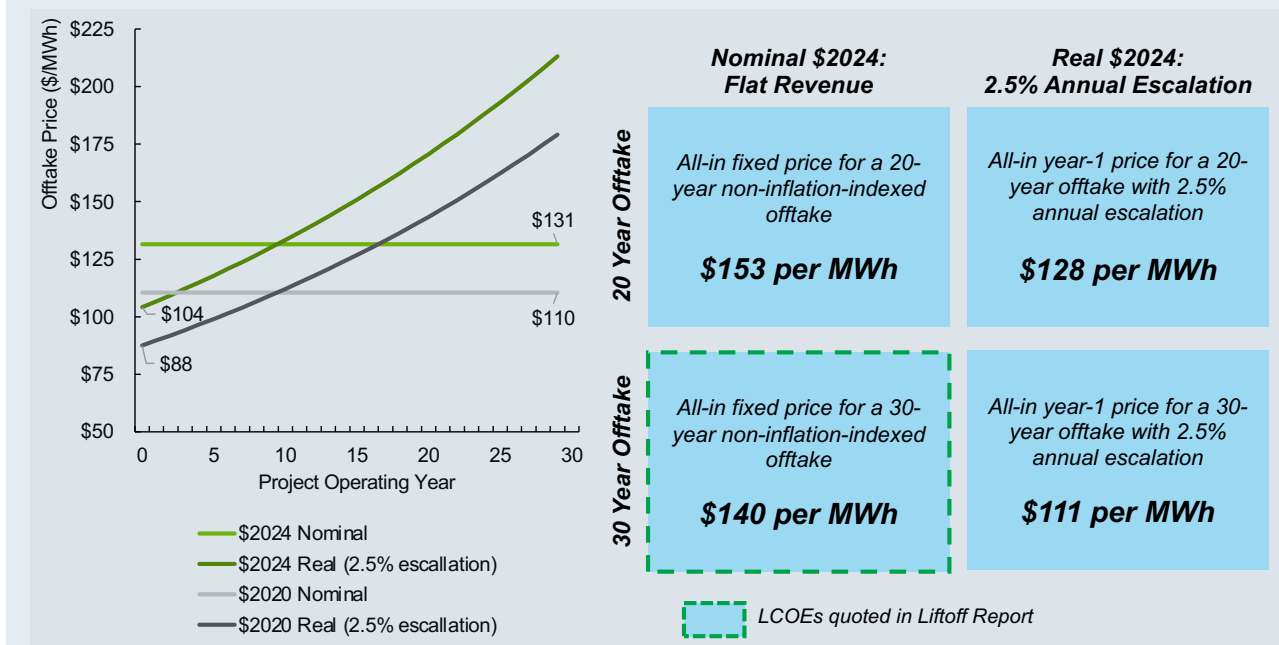 Offtake Price ($/MWh)
$225
$200
$175
$150
$125
$100
$75
$50
$131
$104
$110
$88
0
5
10
15
20
25
30
Project Operating Year
$2024 Nominal
$2024 Real (2.5% escallation)
$2020 Nominal
$2020 Real (2.5% escallation)
Nominal $2024:
Flat Revenue
Real $2024:
2.5% Annual Escalation
20 Year Offtake
All-in fixed price for a 20-
year non-inflation-indexed
offtake
$153 per MWh
All-in year-1 price for a 20-
year offtake with 2.5%
annual escalation
$128 per MWh
30 Year Offtake
All-in fixed price for a 30-
year non-inflation-indexed
offtake
$140 per MWh
All-in year-1 price for a 30-
year offtake with 2.5%
annual escalation
$111 per MWh
LCOEs quoted in Liftoff Report